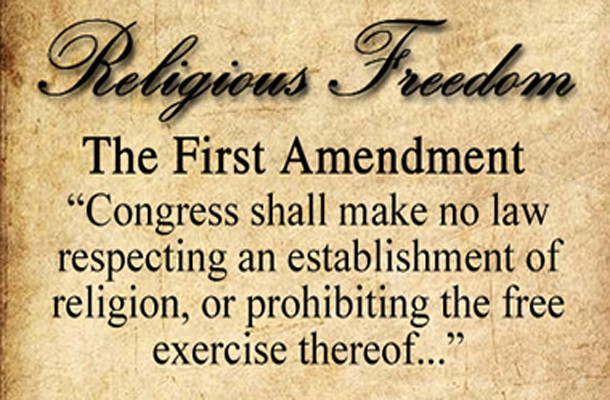 Religious Freedom
The First Amendment
“Congress shall make no law
respecting an establishment of
religion, or prohibiting the free
exercise thereof...”